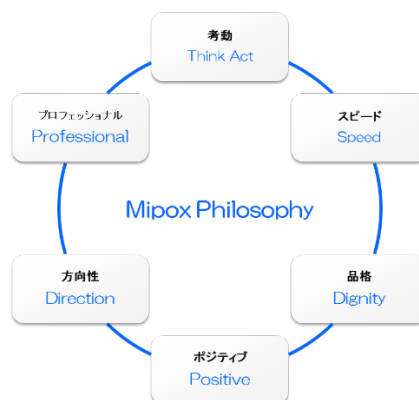 考動
Think Act
プロフェッショナル
Professional
スピード
Speed
Mipox Philosophy
方向性
Direction
品格
Dignity
ポジティブ
Positive